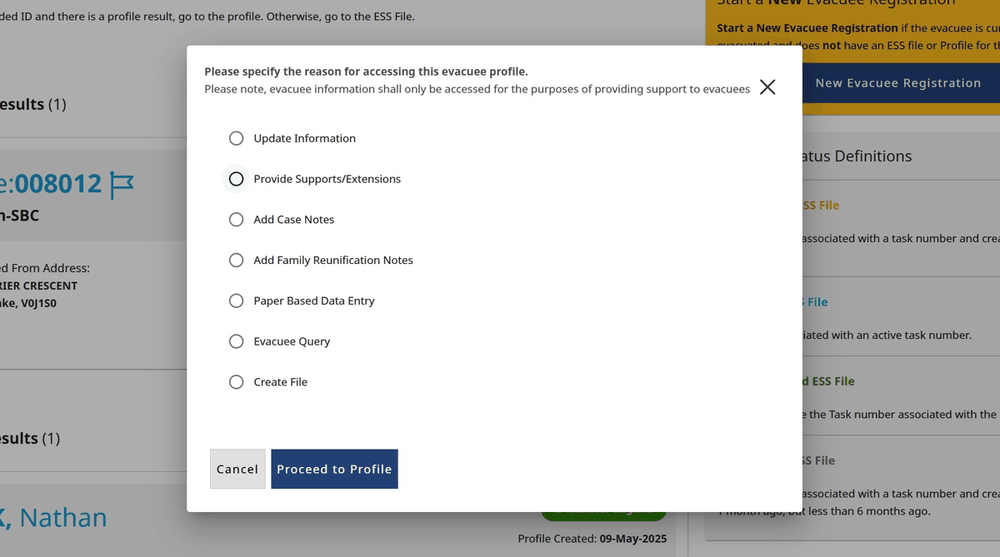 ded ID and there is a profile result, go to the profile. Otherwise, go to the ESS File.
Start a New Evacuee Registration
Start a New Evacuee Registration if the evacuee is cur
evacuated and does not have an ESS file or Profile for th
New Evacuee Registration
Please specify the reason for accessing this evacuee profile.
Please note, evacuee information shall only be accessed for the purposes of providing support to evacuees
Update Information
Provide Supports/Extensions
Add Case Notes
Add Family Reunification Notes
Paper Based Data Entry
Evacuee Query
Create File
Cancel
Proceed to Profile
esults (1)
e:008012
n-SBC
ed From Address:
RIER CRESCENT
ke, V0J1S0
esults (1)
, Nathan
Profile Created: 09-May-2025
atus Definitions
SS File
associated with a task number and crea
File
iated with an active task number.
d ESS File
e the Task number associated with the
SS File
associated with a task number and crea
1 month ago, but less than 6 months ago.